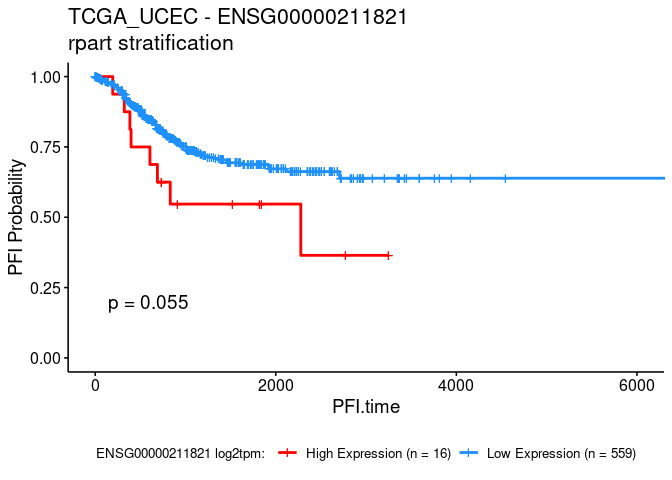 TCGA_UCEC - ENSG00000211821
rpart stratification
1.00
0.75
0.50
0.25
0.00
PFI Probability
p = 0.055
0 2000 4000 6000
PFI.time
ENSG00000211821 log2tpm: High Expression (n = 16) Low Expression (n = 559)